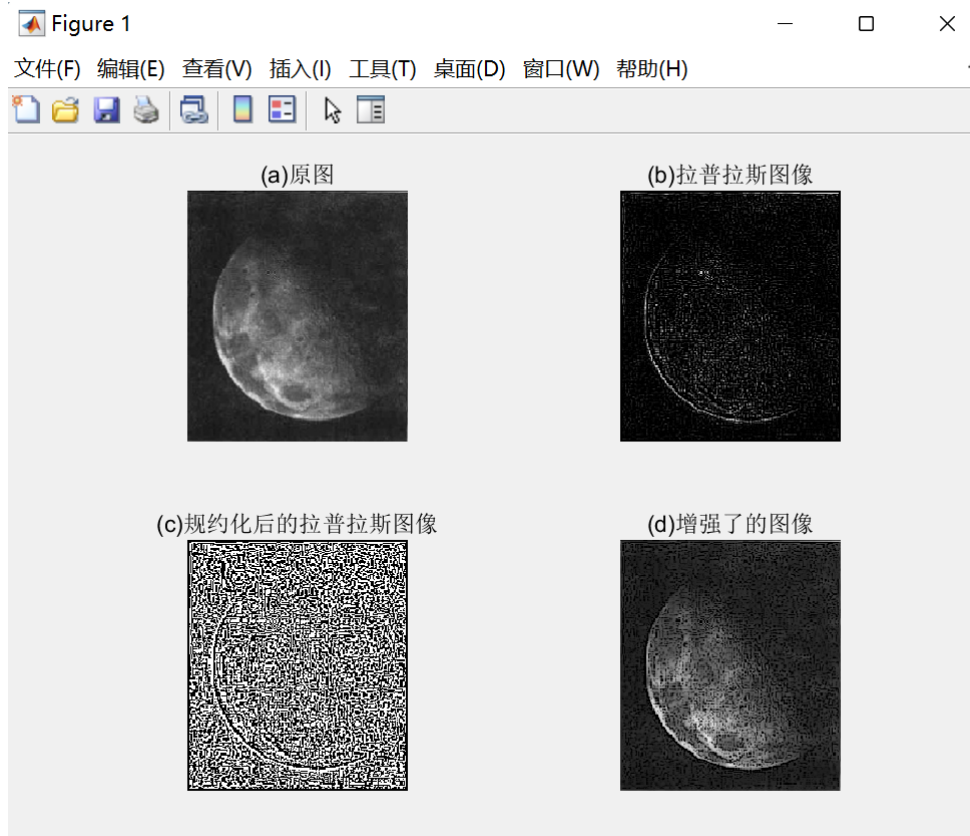 Figure 1
文件(F) 编辑(E) 查看(V) 插入(I) 工具(T) 桌面(D) 窗口(W) 帮助(H)
(a)原图
(b)拉普拉斯图像
(c)规约化后的拉普拉斯图像
(d)增强了的图像